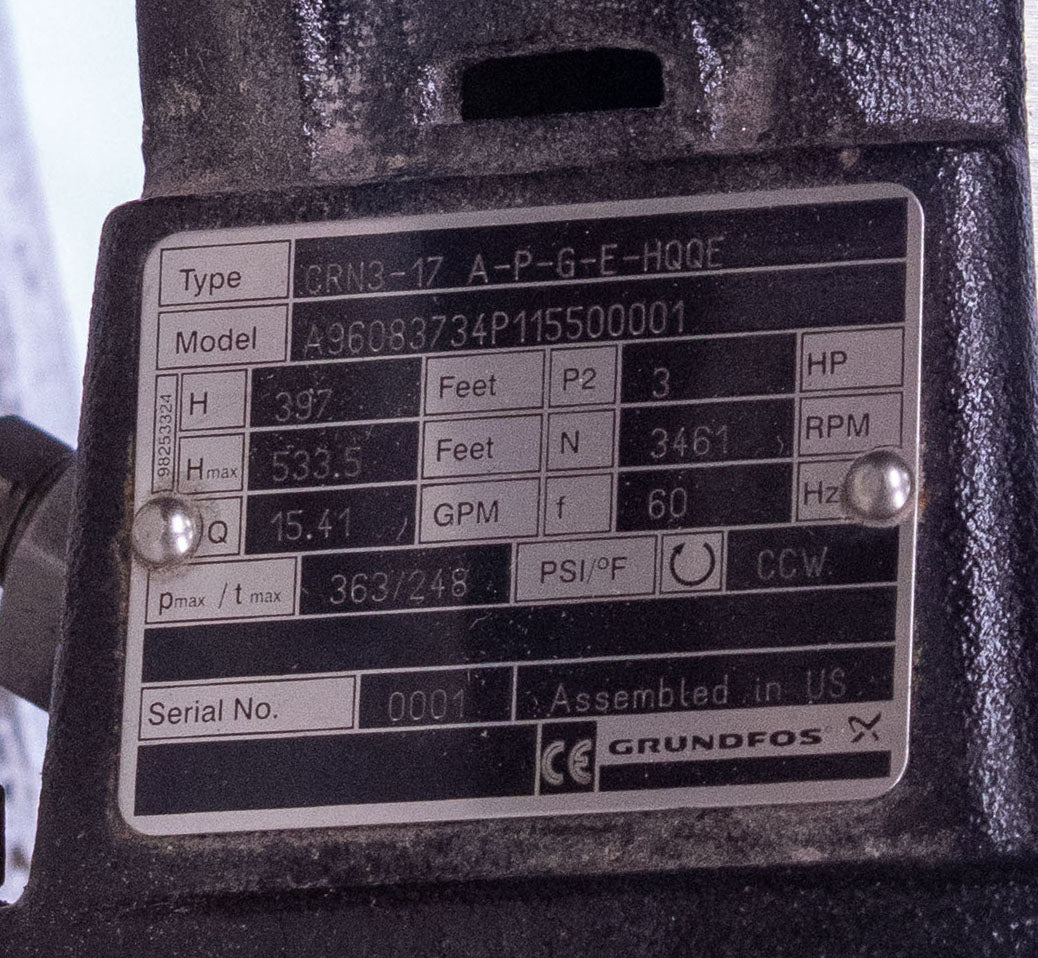 Type CRN3-17 A-P-G-E-HQQE
Model A96083734P115500001
98253324
H 397 Feet P2 3 HP
Hmax 533.5 Feet N 3461 RPM
Q 15.41 GPM f 60 Hz
pmax / t max 363/248 PSI/°F CCW
Serial No. 0001 Assembled in US
CE GRUNDFOS